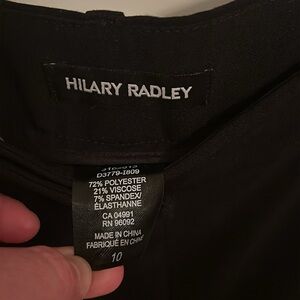 HILARY RADLEY
D3779-I809
72% POLYESTER
21% VISCOSE
7% SPANDEX/
ÉLASTHANNE
CA 04991
RN 96092
MADE IN CHINA
FABRIQUÉ EN CHINE
10